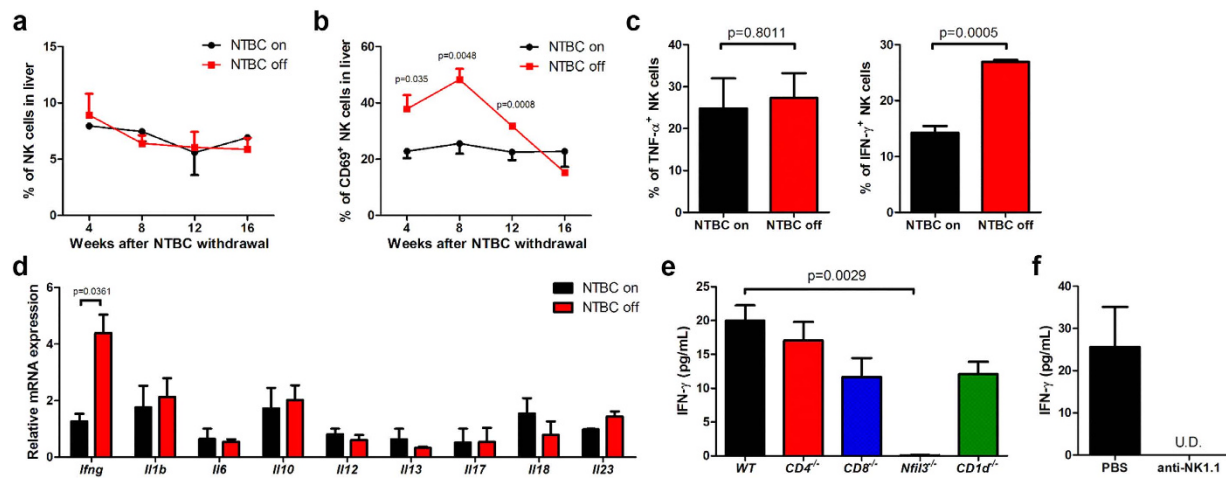 a
NTBC on
NTBC off
% of NK cells in liver
15
10
5
0
4 8 12 16
Weeks after NTBC withdrawal
b
NTBC on
NTBC off
% of CD69⁺ NK cells in liver
60
40
20
0
p=0.035
p=0.0048
p=0.0008
4 8 12 16
Weeks after NTBC withdrawal
c
p=0.8011
% of TNF-α⁺ NK cells
50
40
30
20
10
0
NTBC on NTBC off
p=0.0005
% of IFN-γ⁺ NK cells
30
20
10
0
NTBC on NTBC off
d
NTBC on
NTBC off
p=0.0361
Relative mRNA expression
6
4
2
0
Ifng Il1b Il6 Il10 Il12 Il13 Il17 Il18 Il23
e
p=0.0029
IFN-γ (pg/mL)
25
20
15
10
5
0
WT CD4⁻/⁻ CD8⁻/⁻ Nfil3⁻/⁻ CD1d⁻/⁻
f
IFN-γ (pg/mL)
40
30
20
10
0
U.D.
PBS anti-NK1.1